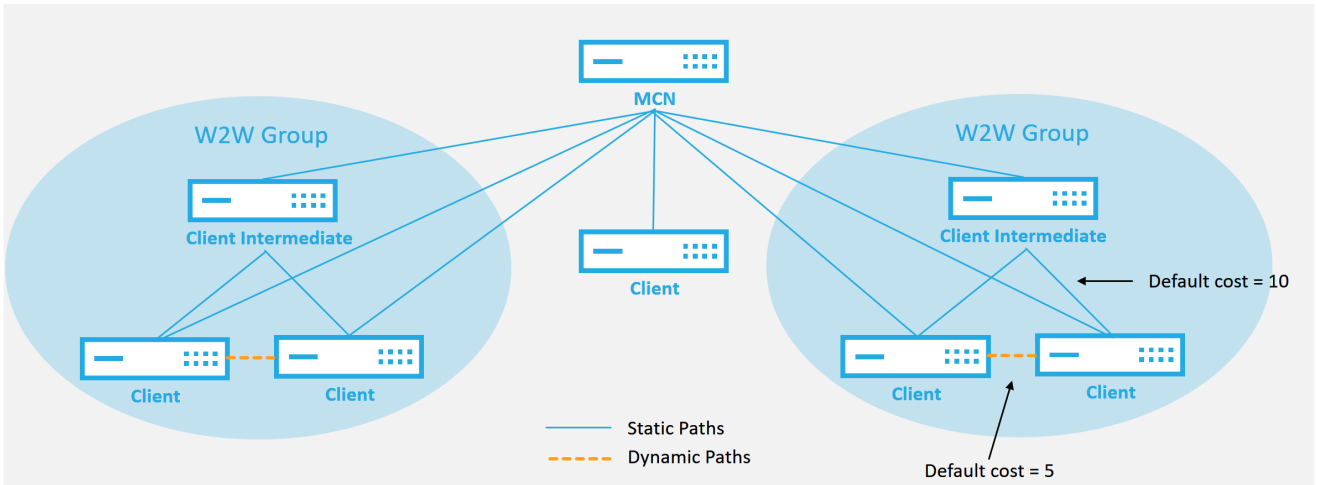 MCN
W2W Group
W2W Group
Client Intermediate
Client Intermediate
Client
Default cost = 10
Client
Client
Client
Client
Static Paths
Dynamic Paths
Default cost = 5